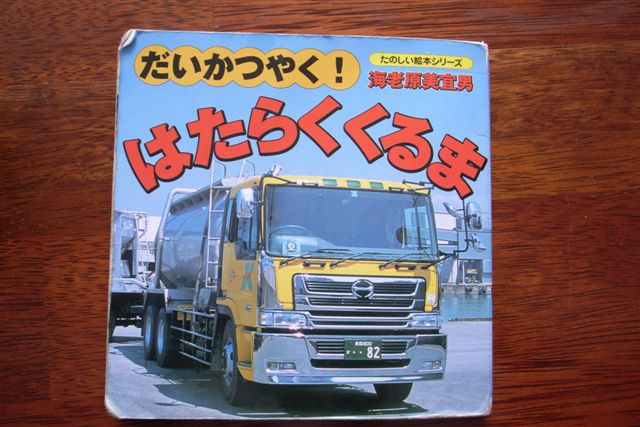 だいかつやく!
たのしい絵本シリーズ
海老原美宜男
はたらくくるま
82